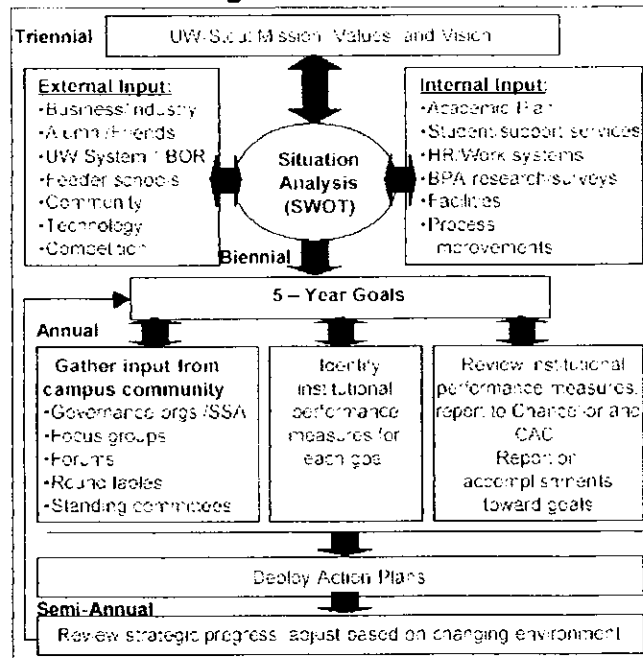 Triennial
UW-Stout Mission, Values, and Vision
External Input:
•Business/Industry
•Alumni/Friends
•UW System / BOR
•Feeder schools
•Community
•Technology
•Competition
Situation
Analysis
(SWOT)
Internal Input:
•Academic Plan
•Student support services
•HR/Work systems
•BPA research/surveys
•Facilities
•Process
improvements
Biennial
5 – Year Goals
Annual
Gather input from
campus community
•Governance orgs /SSA
•Focus groups
•Forums
•Round tables
•Standing committees
Identify
institutional
performance
measures for
each goal
Review institutional
performance measures,
report to Chancellor and
CAC
Report on
accomplishments
toward goals
Deploy Action Plans
Semi-Annual
Review strategic progress, adjust based on changing environment